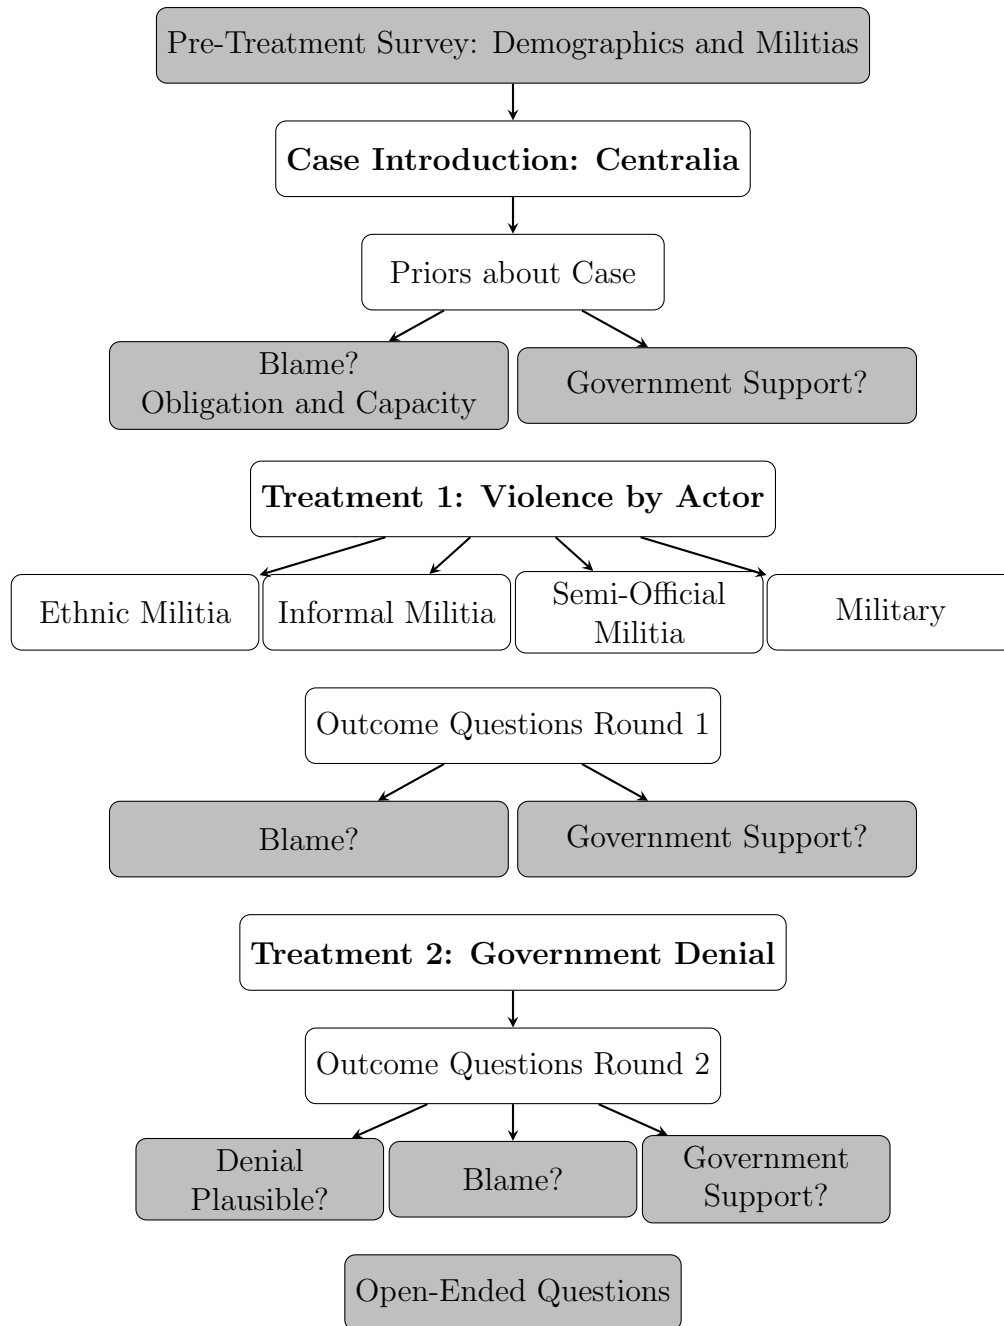 Pre-Treatment Survey: Demographics and Militias
Case Introduction: Centralia
Priors about Case
Blame?
Obligation and Capacity
Government Support?
Treatment 1: Violence by Actor
Ethnic Militia
Informal Militia
Semi-Official
Militia
Military
Outcome Questions Round 1
Blame?
Government Support?
Treatment 2: Government Denial
Outcome Questions Round 2
Denial
Plausible?
Blame?
Government
Support?
Open-Ended Questions